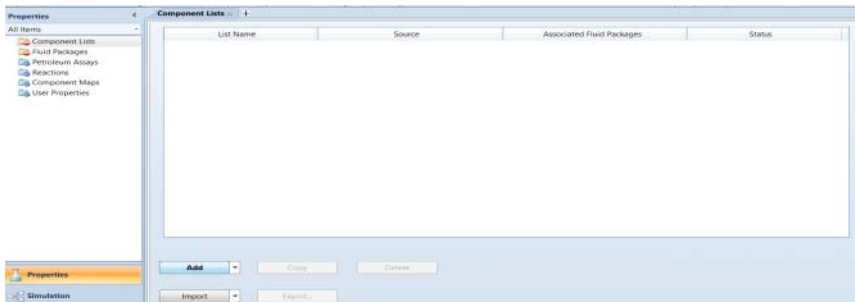 Properties <
All Items
Component Lists
Fluid Packages
Petroleum Assays
Reactions
Component Maps
User Properties
Properties
Simulation
Component Lists +
List Name Source Associated Fluid Packages Status
Add Copy Delete
Import Export...